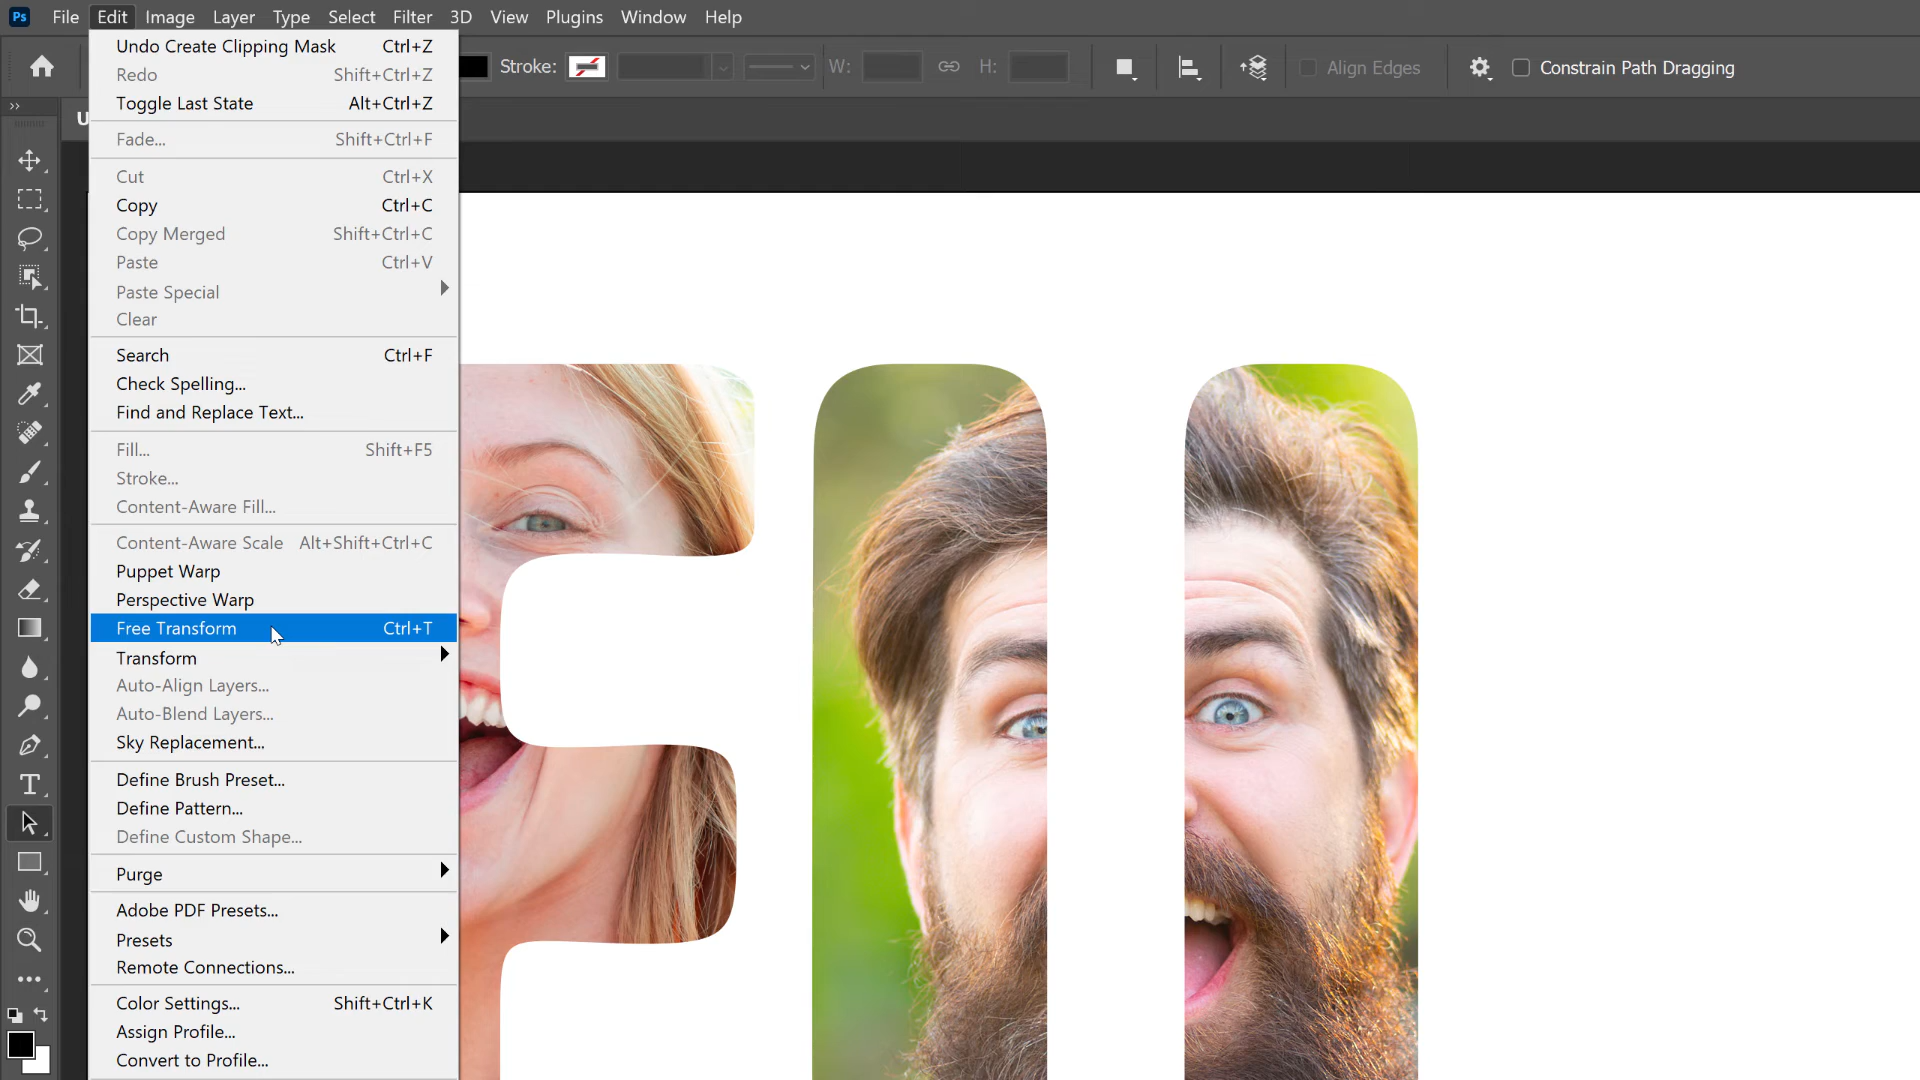 Ps File Edit Image Layer Type Select Filter 3D View Plugins Window Help
Stroke: W: H: Align Edges Constrain Path Dragging
U
Undo Create Clipping Mask Ctrl+Z
Redo Shift+Ctrl+Z
Toggle Last State Alt+Ctrl+Z
Fade... Shift+Ctrl+F
Cut Ctrl+X
Copy Ctrl+C
Copy Merged Shift+Ctrl+C
Paste Ctrl+V
Paste Special
Clear
Search Ctrl+F
Check Spelling...
Find and Replace Text...
Fill... Shift+F5
Stroke...
Content-Aware Fill...
Content-Aware Scale Alt+Shift+Ctrl+C
Puppet Warp
Perspective Warp
Free Transform Ctrl+T
Transform
Auto-Align Layers...
Auto-Blend Layers...
Sky Replacement...
Define Brush Preset...
Define Pattern...
Define Custom Shape...
Purge
Adobe PDF Presets...
Presets
Remote Connections...
Color Settings... Shift+Ctrl+K
Assign Profile...
Convert to Profile...